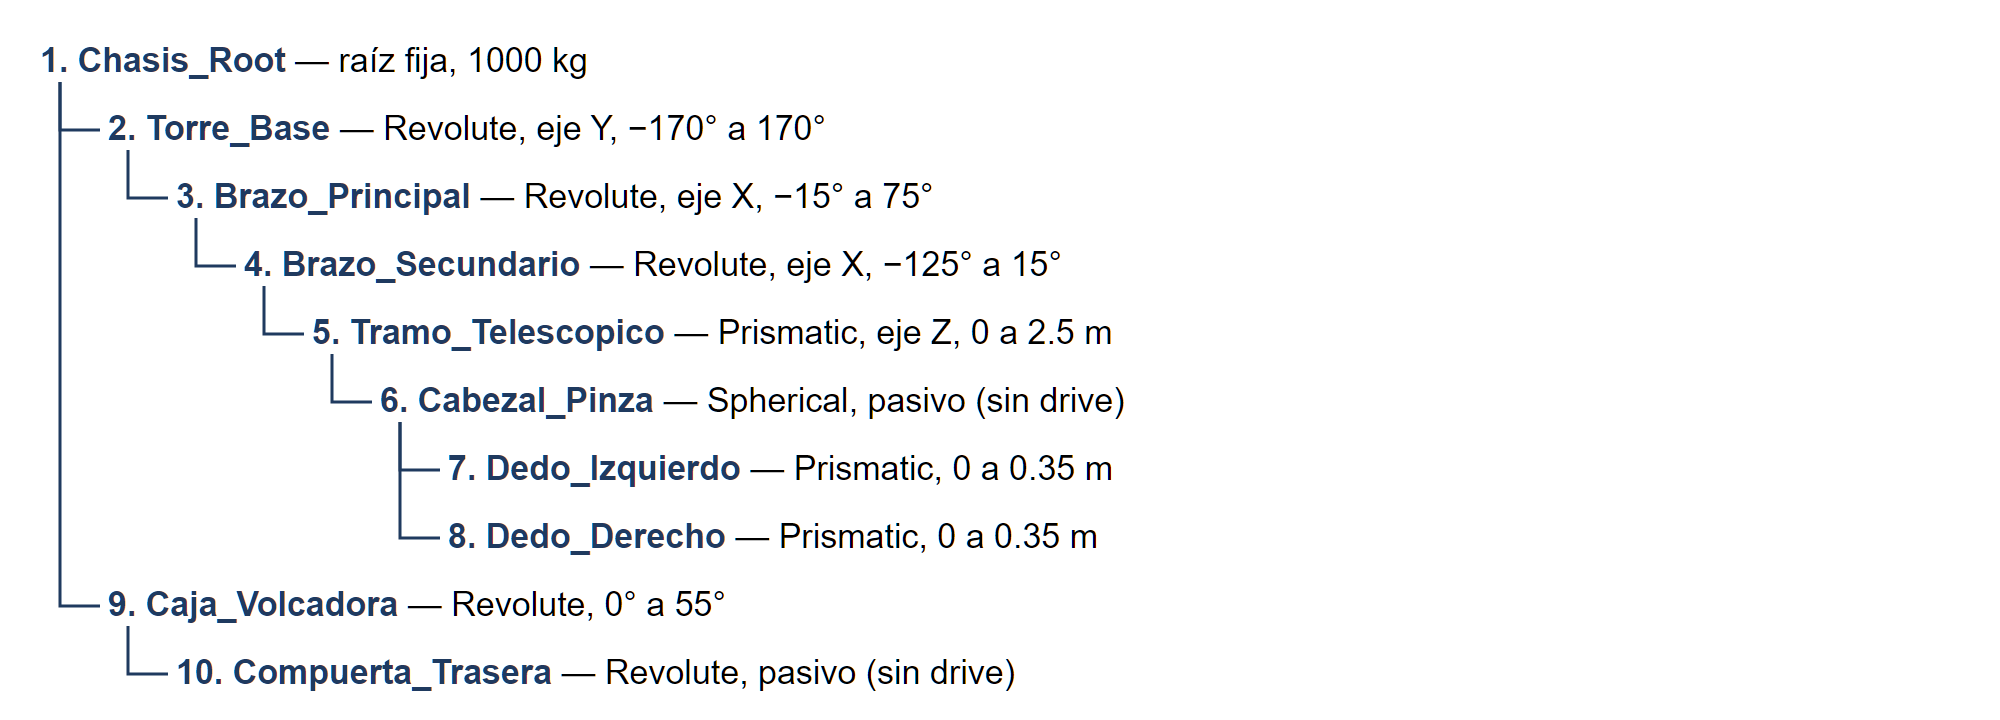 1. Chasis_Root — raíz fija, 1000 kg
2. Torre_Base — Revolute, eje Y, −170° a 170°
3. Brazo_Principal — Revolute, eje X, −15° a 75°
4. Brazo_Secundario — Revolute, eje X, −125° a 15°
5. Tramo_Telescopico — Prismatic, eje Z, 0 a 2.5 m
6. Cabezal_Pinza — Spherical, pasivo (sin drive)
7. Dedo_Izquierdo — Prismatic, 0 a 0.35 m
8. Dedo_Derecho — Prismatic, 0 a 0.35 m
9. Caja_Volcadora — Revolute, 0° a 55°
10. Compuerta_Trasera — Revolute, pasivo (sin drive)